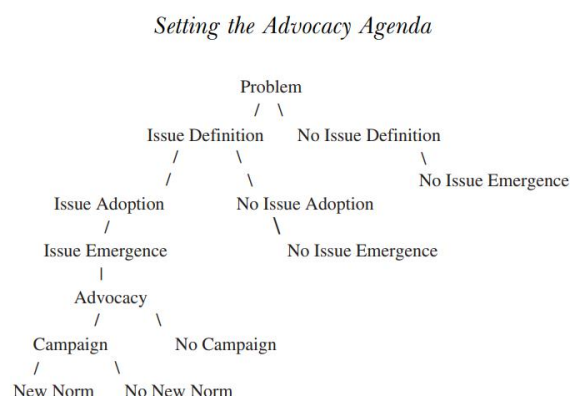 Setting the Advocacy Agenda
Problem
/ \
Issue Definition No Issue Definition
/ \ \
/ \ No Issue Emergence
Issue Adoption No Issue Adoption
/ \
Issue Emergence No Issue Emergence
|
Advocacy
/ \
Campaign No Campaign
/ \
New Norm No New Norm